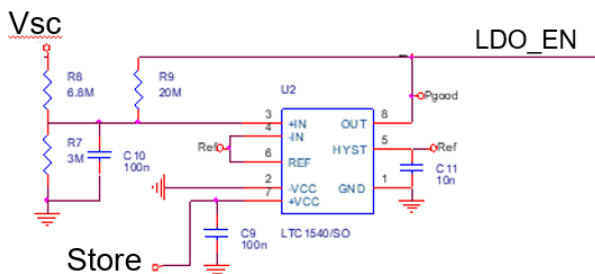 Vsc
LDO_EN
R8
6.8M
R9
20M
U2
Pgood
3
+IN
OUT
8
4
-IN
Ref
R7
3M
C10
100n
6
REF
HYST
5
Ref
2
-VCC
GND
1
C11
10n
7
+VCC
C9
100n
LTC1540/SO
Store